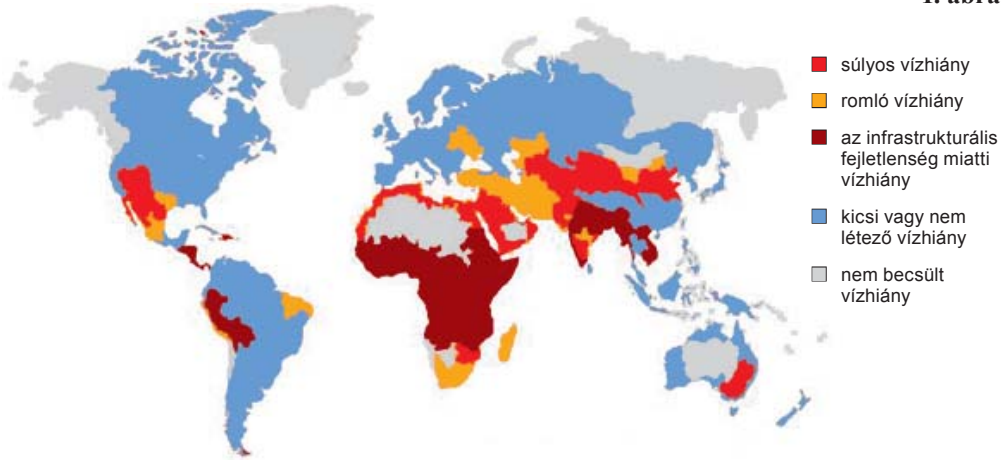 1. ábra
súlyos vízhiány
romló vízhiány
az infrastrukturális
fejletlenség miatti
vízhiány
kicsi vagy nem
létező vízhiány
nem becsült
vízhiány